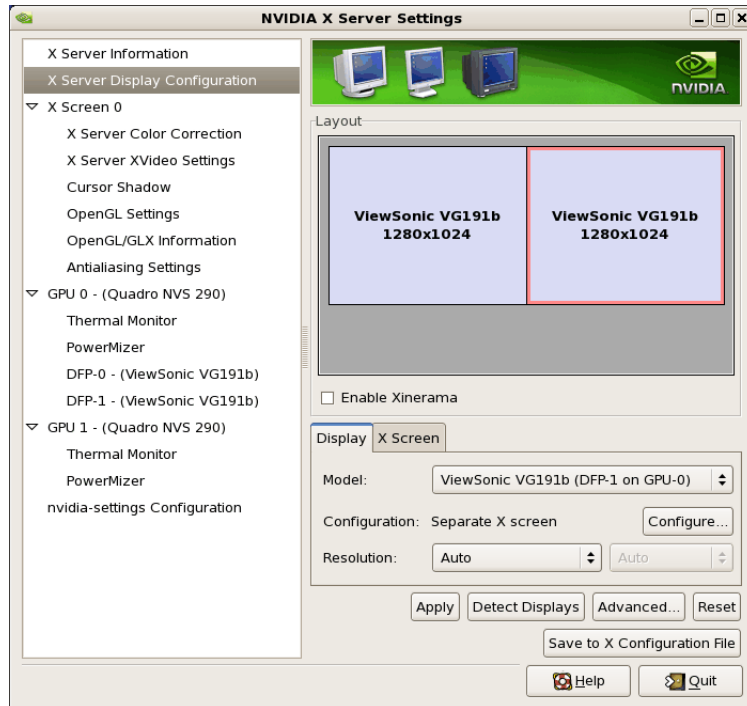 NVIDIA X Server Settings
X Server Information
X Server Display Configuration
X Screen 0
X Server Color Correction
X Server XVideo Settings
Cursor Shadow
OpenGL Settings
OpenGL/GLX Information
Antialiasing Settings
GPU 0 - (Quadro NVS 290)
Thermal Monitor
PowerMizer
DFP-0 - (ViewSonic VG191b)
DFP-1 - (ViewSonic VG191b)
GPU 1 - (Quadro NVS 290)
Thermal Monitor
PowerMizer
nvidia-settings Configuration
NVIDIA
Layout
ViewSonic VG191b
1280x1024
ViewSonic VG191b
1280x1024
Enable Xinerama
Display X Screen
Model: ViewSonic VG191b (DFP-1 on GPU-0)
Configuration: Separate X screen Configure...
Resolution: Auto Auto
Apply Detect Displays Advanced... Reset
Save to X Configuration File
Help Quit